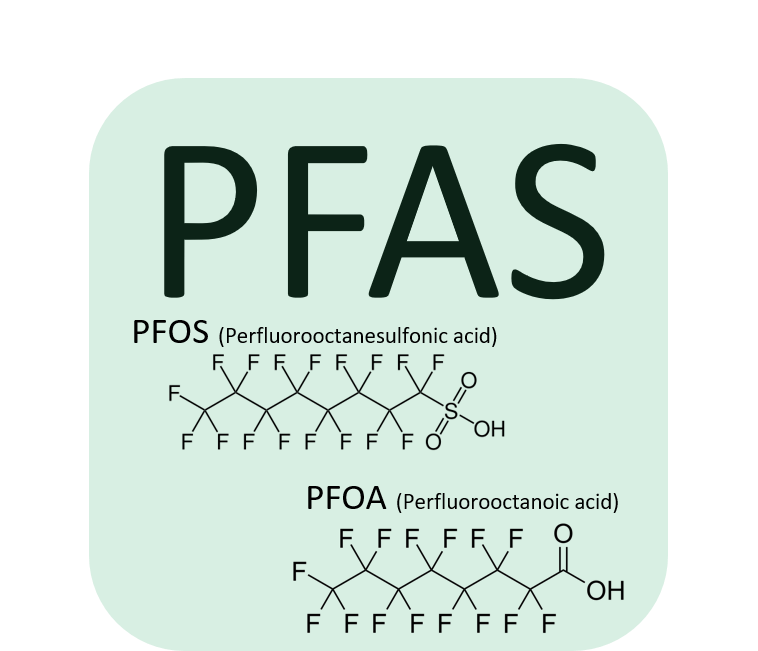 PFAS
PFOS (Perfluorooctanesulfonic acid)
F F F F F F F F
F O
S
OH
F F F F F F F F O
PFOA (Perfluorooctanoic acid)
F F F F F F O
F
OH
F F F F F F F F